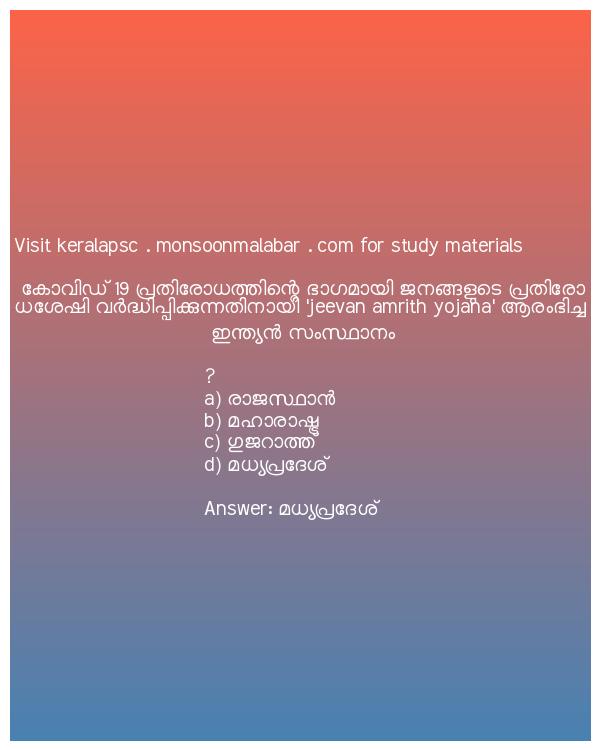 Visit keralapsc . monsoonmalabar . com for study materials
കോവിഡ് 19 പ്രതിരോധത്തിന്റെ ഭാഗമായി ജനങ്ങളുടെ പ്രതിരോ
ധശേഷി വർദ്ധിപ്പിക്കുന്നതിനായി 'jeevan amrith yojana' ആരംഭിച്ച
ഇന്ത്യൻ സംസ്ഥാനം
?
a) രാജസ്ഥാൻ
b) മഹാരാഷ്ട്ര
c) ഗുജറാത്ത്
d) മധ്യപ്രദേശ്
Answer: മധ്യപ്രദേശ്